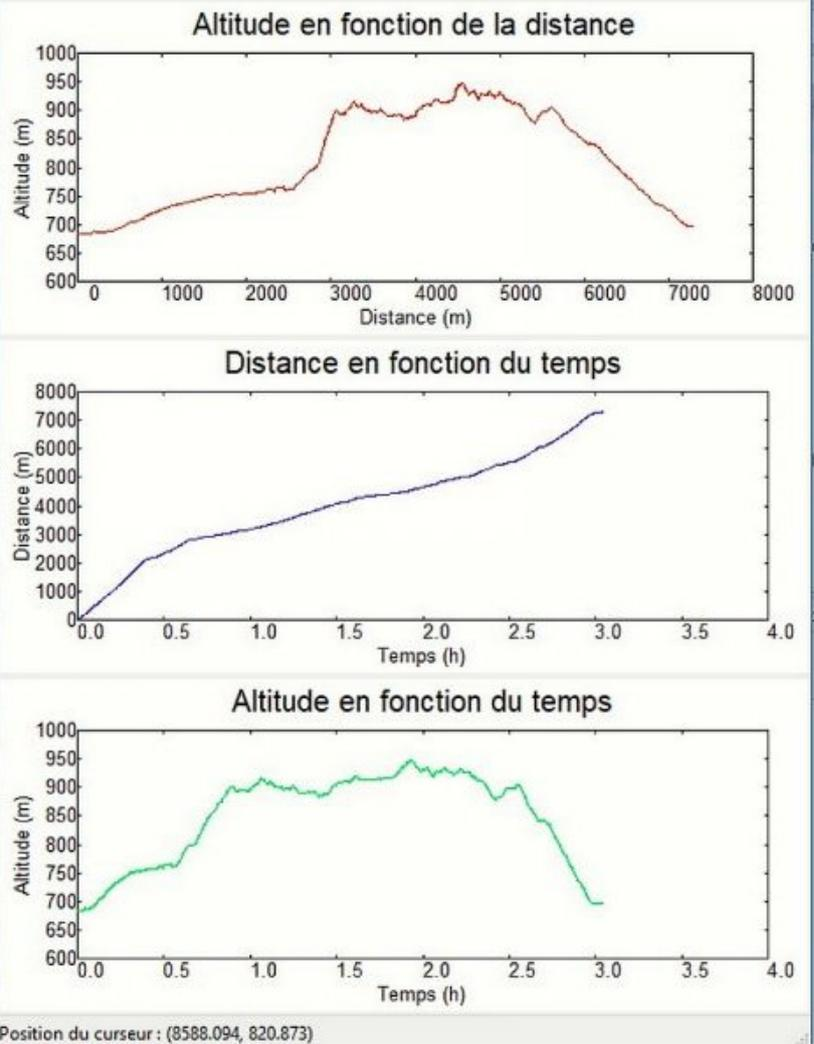 Altitude en fonction de la distance
1000
950
900
850
800
750
700
650
600
Altitude (m)
0 1000 2000 3000 4000 5000 6000 7000 8000
Distance (m)
Distance en fonction du temps
8000
7000
6000
5000
4000
3000
2000
1000
0
Distance (m)
0.0 0.5 1.0 1.5 2.0 2.5 3.0 3.5 4.0
Temps (h)
Altitude en fonction du temps
1000
950
900
850
800
750
700
650
600
Altitude (m)
0.0 0.5 1.0 1.5 2.0 2.5 3.0 3.5 4.0
Temps (h)
Position du curseur : (8588.094, 820.873)